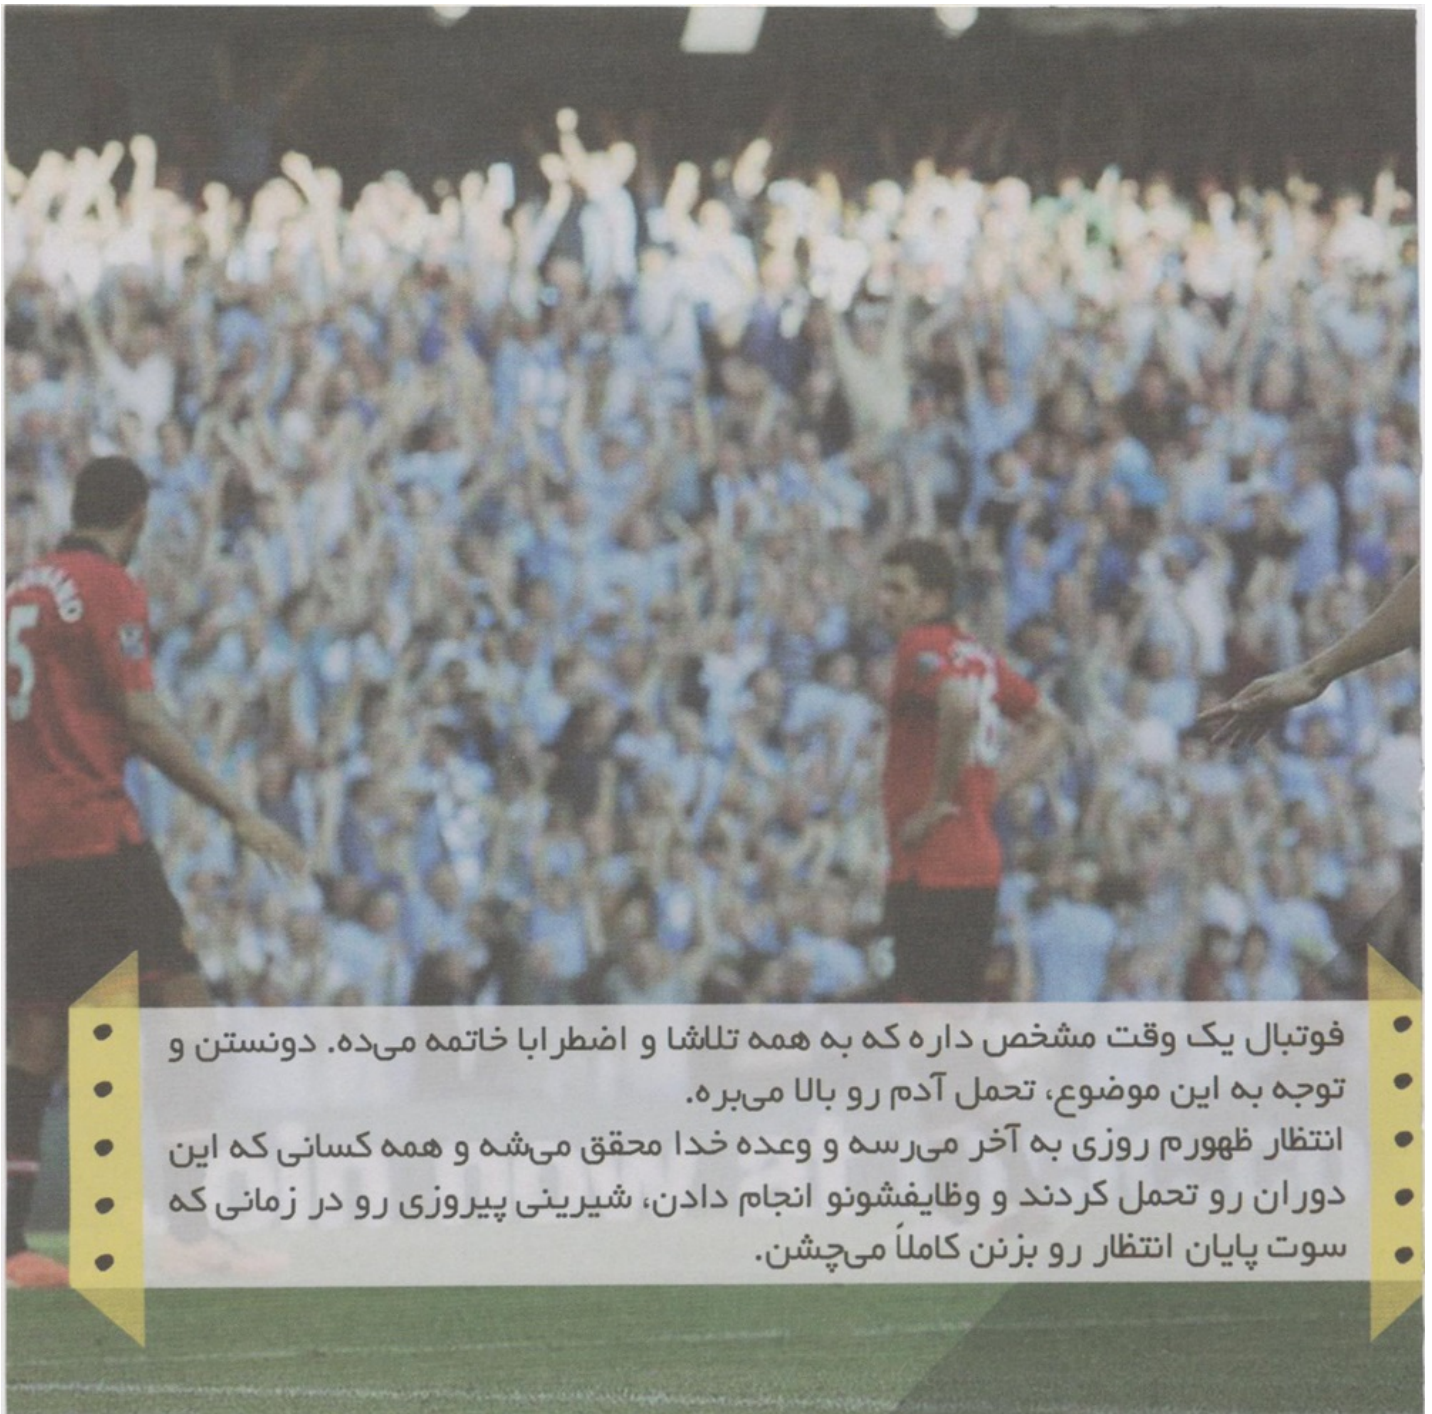 فوتبال یک وقت مشخص داره که به همه تلاشا و اضطرابا خاتمه می‌ده. دونستن و
توجه به این موضوع، تحمل آدم رو بالا می‌بره.
انتظار ظهورم روزی به آخر می‌رسه و وعده خدا محقق می‌شه و همه کسانی که این
دوران رو تحمل کردند و وظایفشونو انجام دادن، شیرینی پیروزی رو در زمانی که
سوت پایان انتظار رو بزنن کاملاً می‌چشن.
5